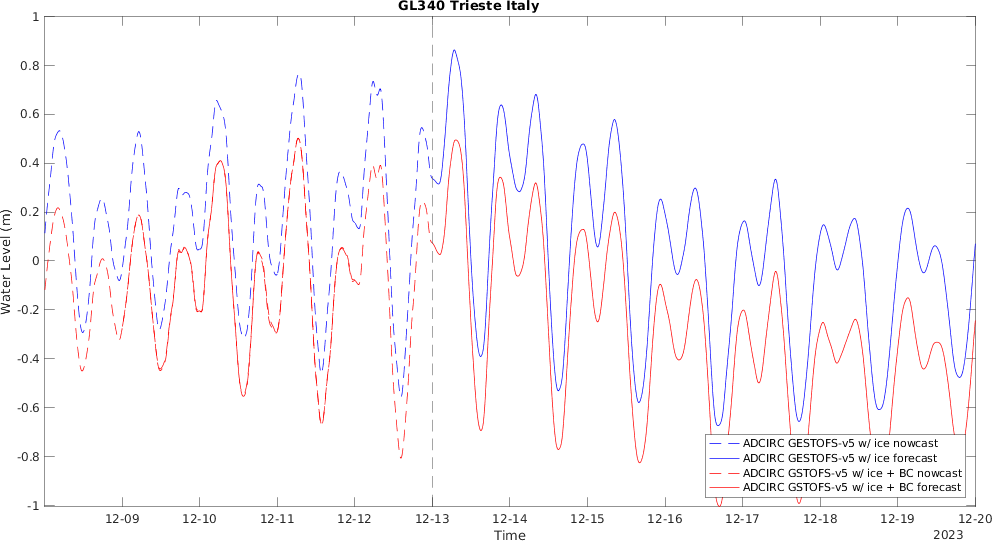 GL340 Trieste Italy
1
0.8
0.6
0.4
0.2
0
-0.2
-0.4
-0.6
-0.8
-1
Water Level (m)
ADCIRC GESTOFS-v5 w/ ice nowcast
ADCIRC GESTOFS-v5 w/ ice forecast
ADCIRC GSTOFS-v5 w/ ice + BC nowcast
ADCIRC GSTOFS-v5 w/ ice + BC forecast
12-09 12-10 12-11 12-12 12-13 12-14 12-15 12-16 12-17 12-18 12-19 12-20
Time
2023